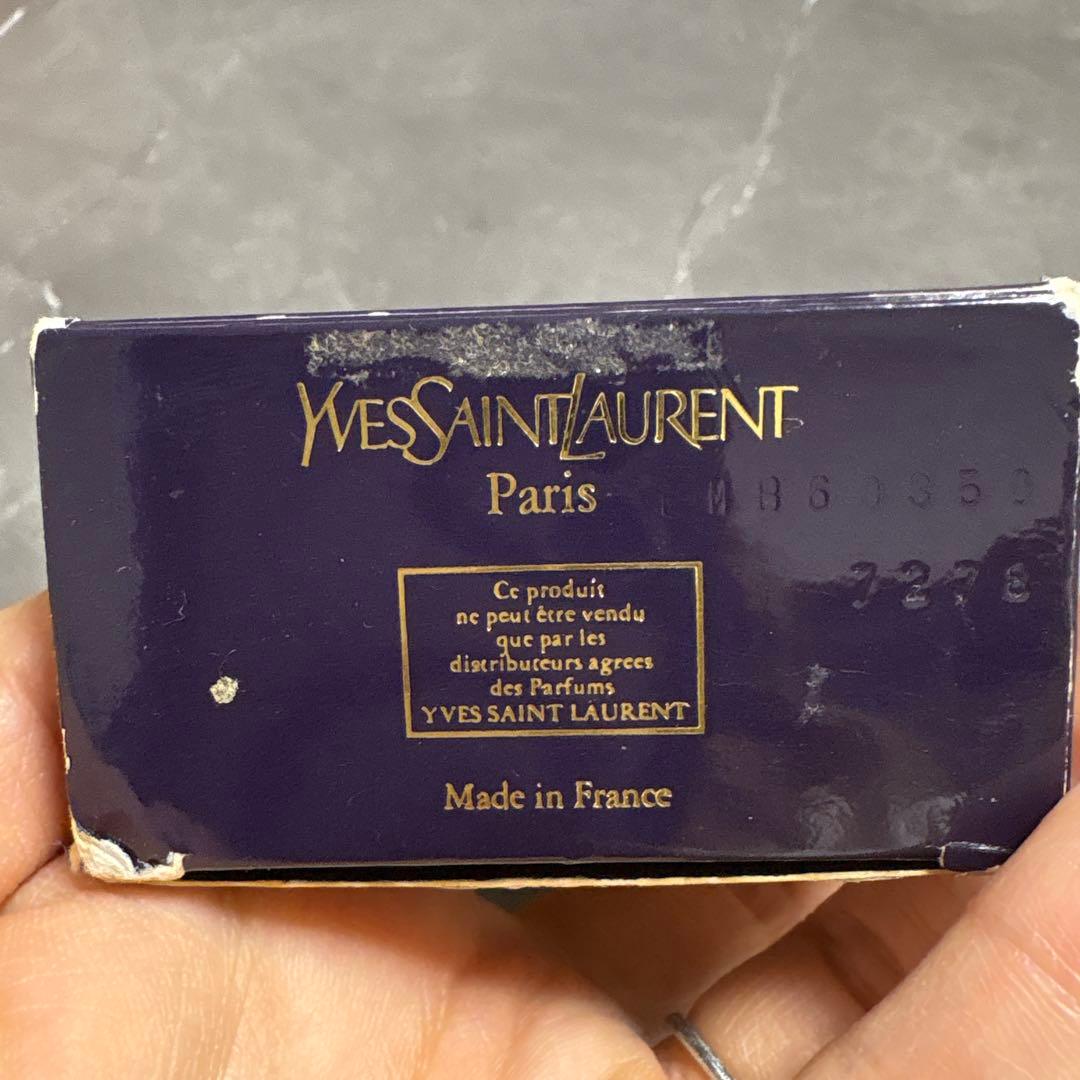 YVES SAINT LAURENT
Paris
7278
Ce produit
ne peut être vendu
que par les
distributeurs agrees
des Parfums
YVES SAINT LAURENT
Made in France